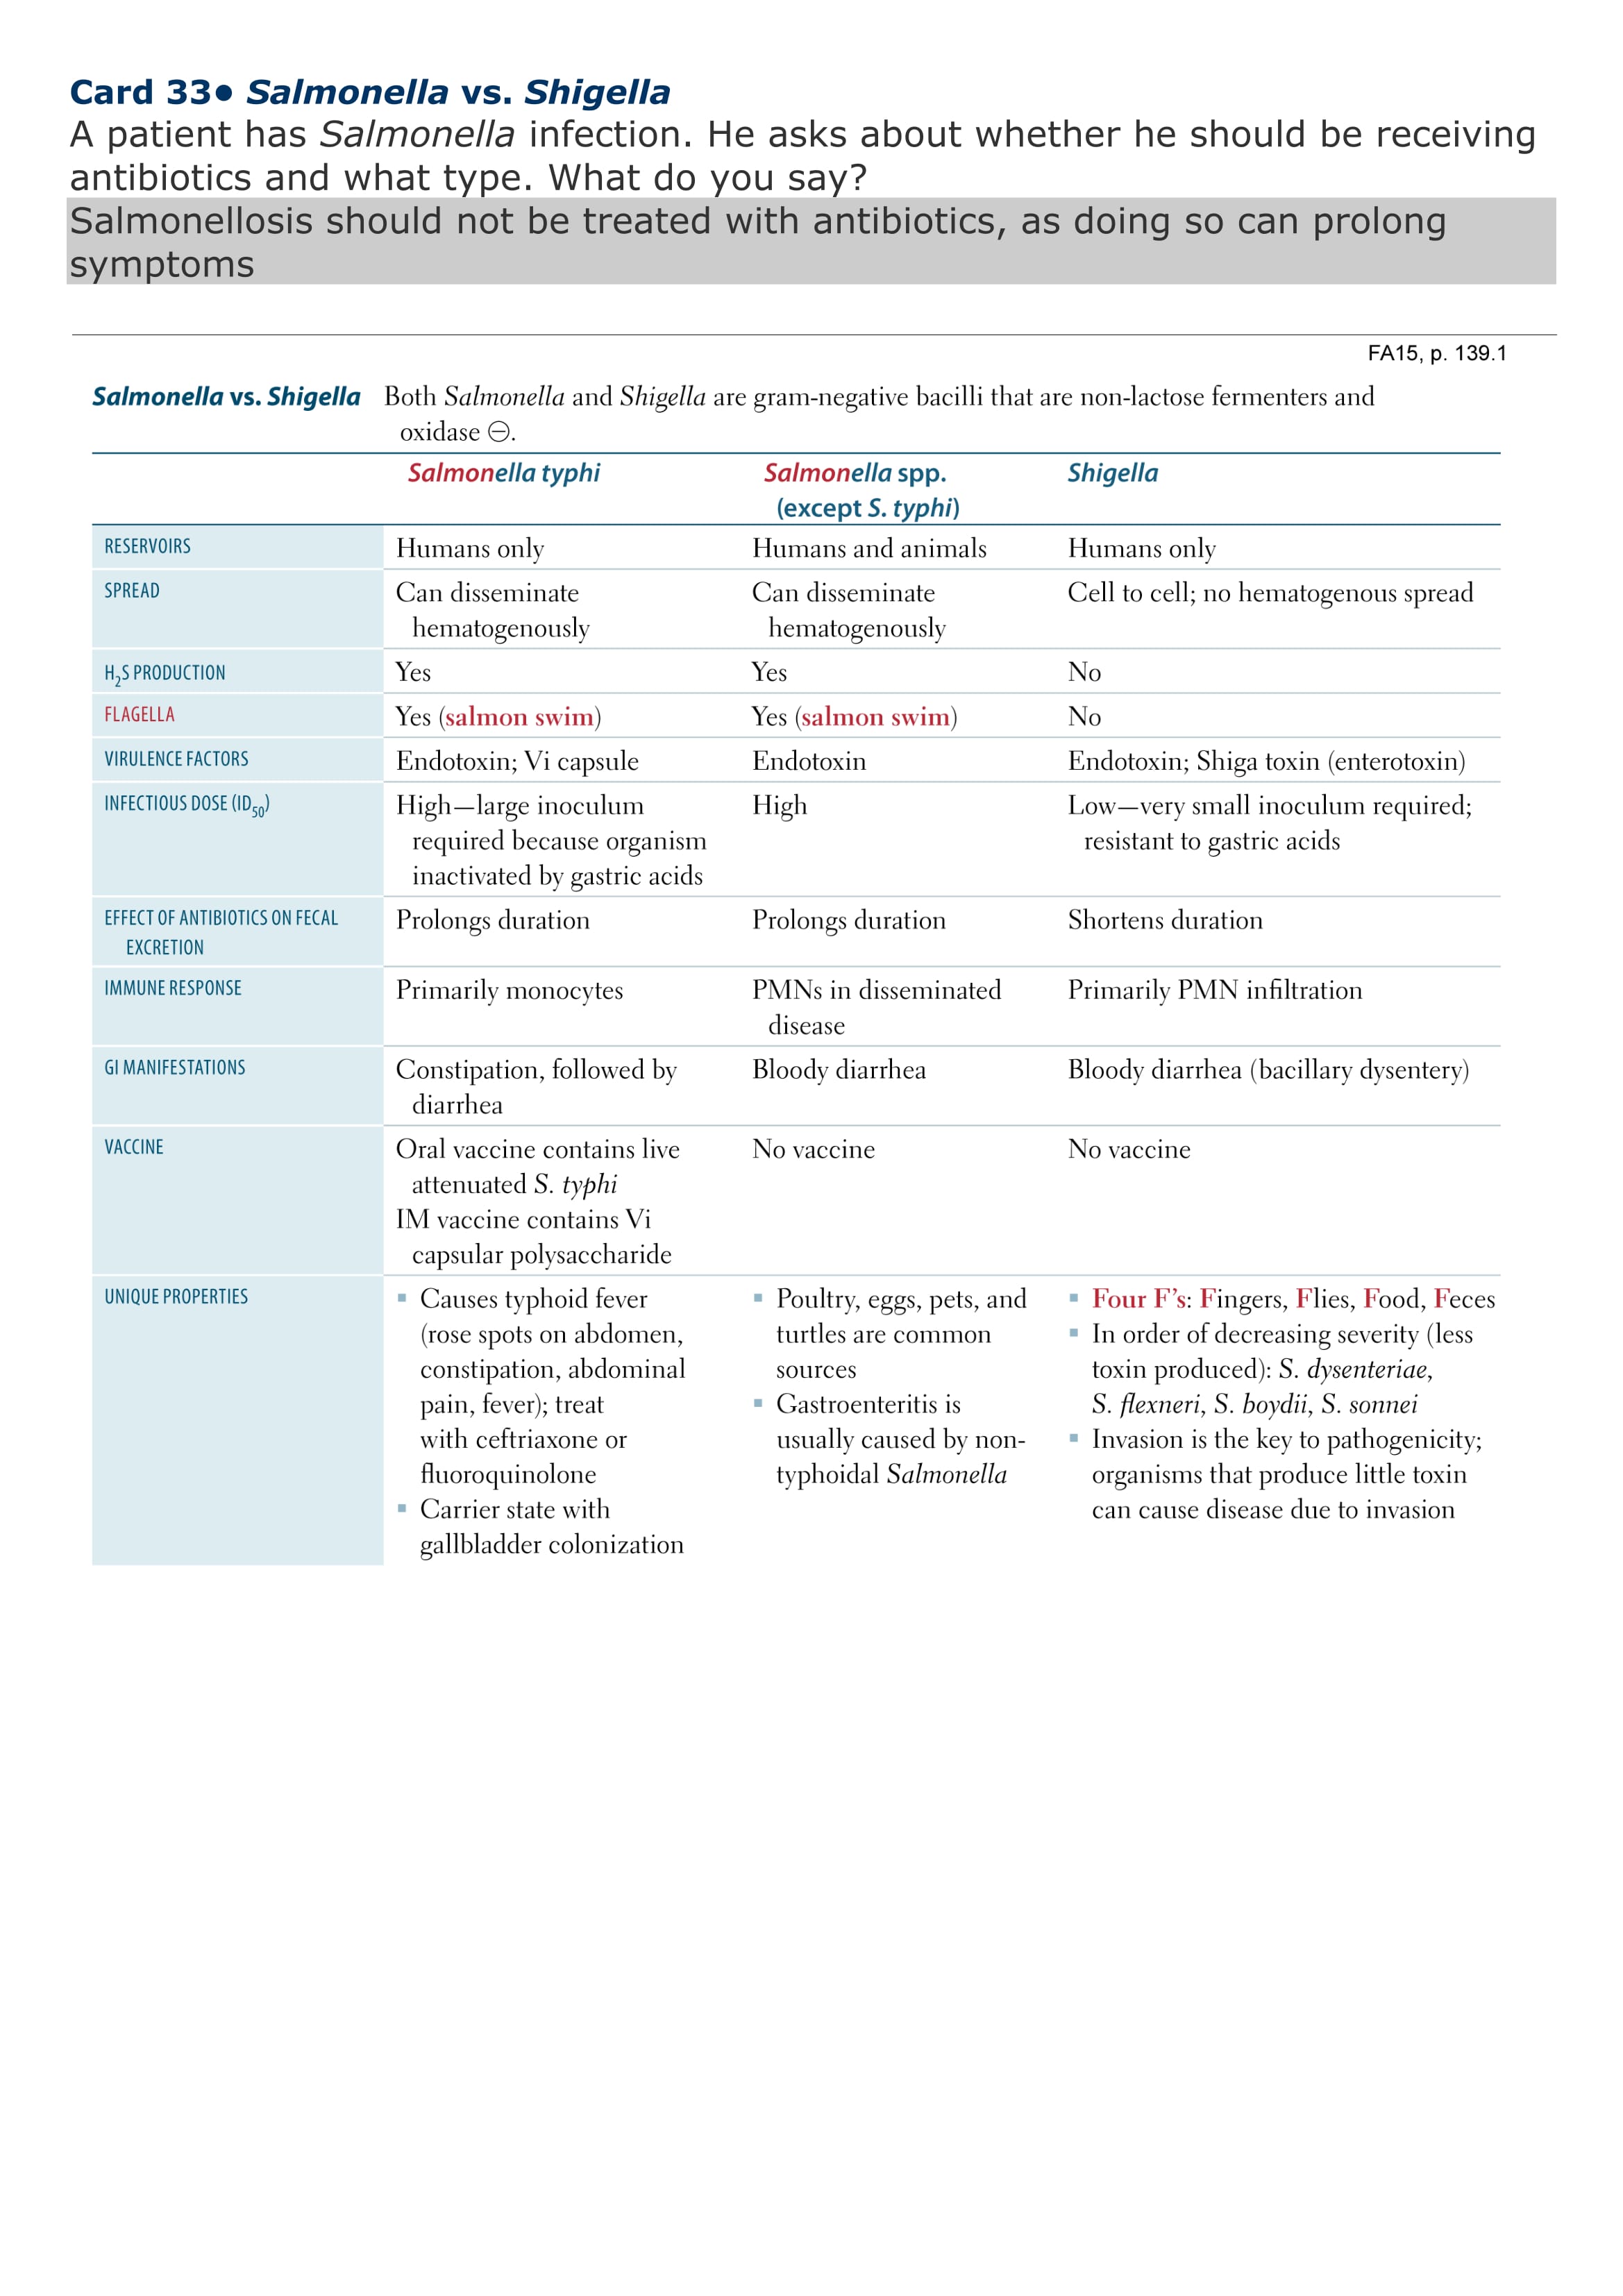 Card 33● Salmonella vs. Shigella
A patient has Salmonella infection. He asks about whether he should be receiving
antibiotics and what type. What do you say?
Salmonellosis should not be treated with antibiotics, as doing so can prolong
symptoms
FA15, p. 139.1
Salmonella vs. Shigella Both Salmonella and Shigella are gram-negative bacilli that are non-lactose fermenters and
oxidase ⊖.
Salmonella typhi Salmonella spp. Shigella
(except S. typhi)
RESERVOIRS Humans only Humans and animals Humans only
SPREAD Can disseminate Can disseminate Cell to cell; no hematogenous spread
hematogenously hematogenously
H₂S PRODUCTION Yes Yes No
FLAGELLA Yes (salmon swim) Yes (salmon swim) No
VIRULENCE FACTORS Endotoxin; Vi capsule Endotoxin Endotoxin; Shiga toxin (enterotoxin)
INFECTIOUS DOSE (ID₅₀) High—large inoculum High Low—very small inoculum required;
required because organism resistant to gastric acids
inactivated by gastric acids
EFFECT OF ANTIBIOTICS ON FECAL Prolongs duration Prolongs duration Shortens duration
EXCRETION
IMMUNE RESPONSE Primarily monocytes PMNs in disseminated Primarily PMN infiltration
disease
GI MANIFESTATIONS Constipation, followed by Bloody diarrhea Bloody diarrhea (bacillary dysentery)
diarrhea
VACCINE Oral vaccine contains live No vaccine No vaccine
attenuated S. typhi
IM vaccine contains Vi
capsular polysaccharide
UNIQUE PROPERTIES ▪ Causes typhoid fever ▪ Poultry, eggs, pets, and ▪ Four F's: Fingers, Flies, Food, Feces
(rose spots on abdomen, turtles are common ▪ In order of decreasing severity (less
constipation, abdominal sources toxin produced): S. dysenteriae,
pain, fever); treat ▪ Gastroenteritis is S. flexneri, S. boydii, S. sonnei
with ceftriaxone or usually caused by non- ▪ Invasion is the key to pathogenicity;
fluoroquinolone typhoidal Salmonella organisms that produce little toxin
▪ Carrier state with can cause disease due to invasion
gallbladder colonization